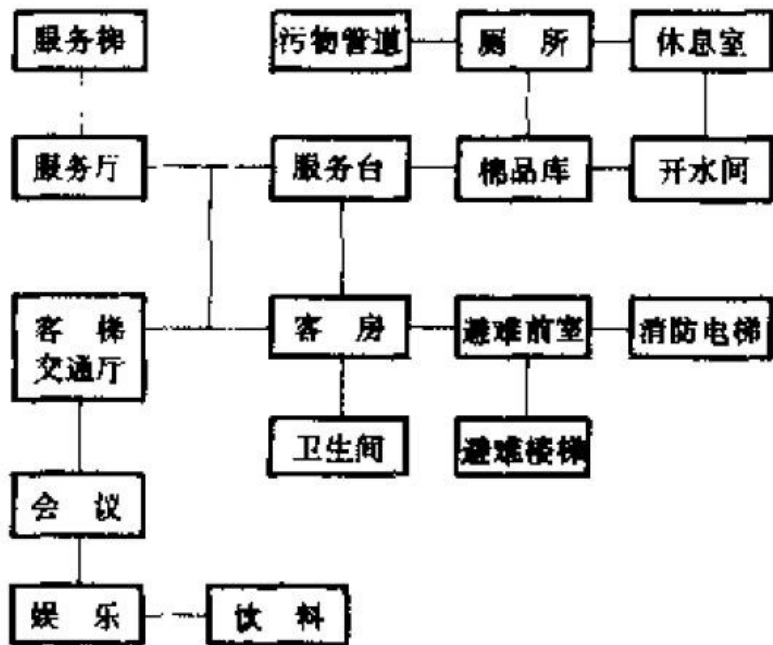 服务梯
污物管道
厕所
休息室
服务厅
服务台
棉品库
开水间
客梯
交通厅
客房
避难前室
消防电梯
卫生间
避难楼梯
会议
娱乐
饮料